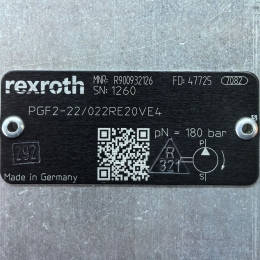 rexroth
MNR: R900932126 FD: 47725 7082
SN: 1260
PGF2-22/022RE20VE4
pN = 180 bar
292
R
321
P
S
Made in Germany